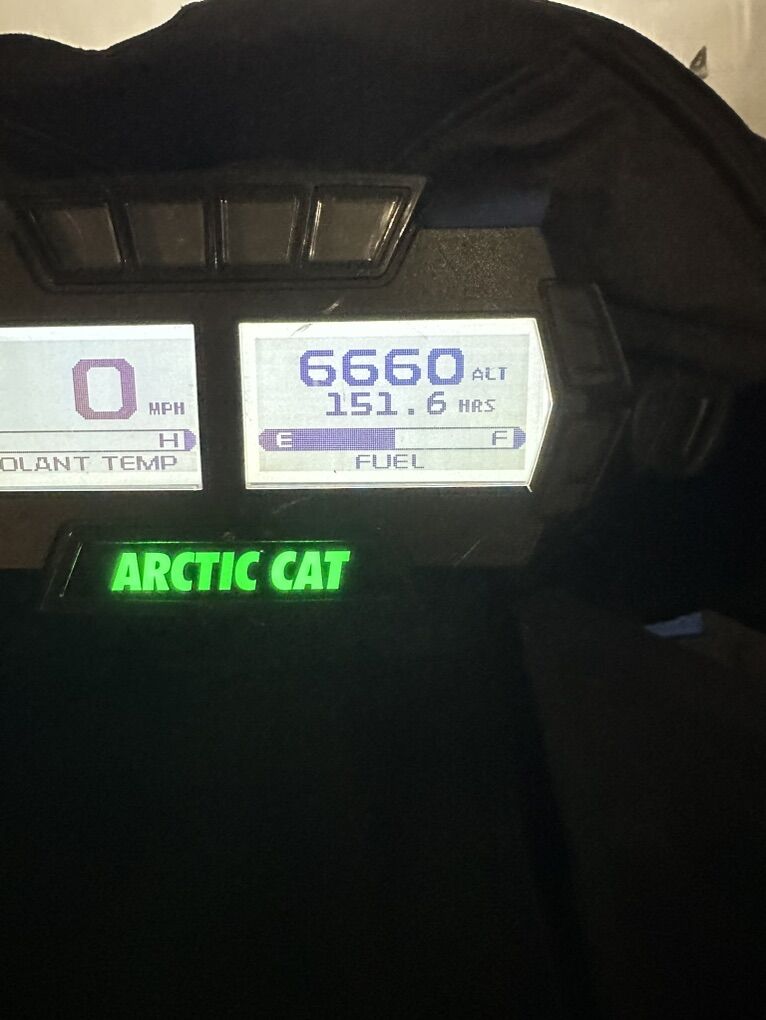 0 MPH
H
OLANT TEMP
6660 ALT
151.6 HRS
E F
FUEL
ARCTIC CAT